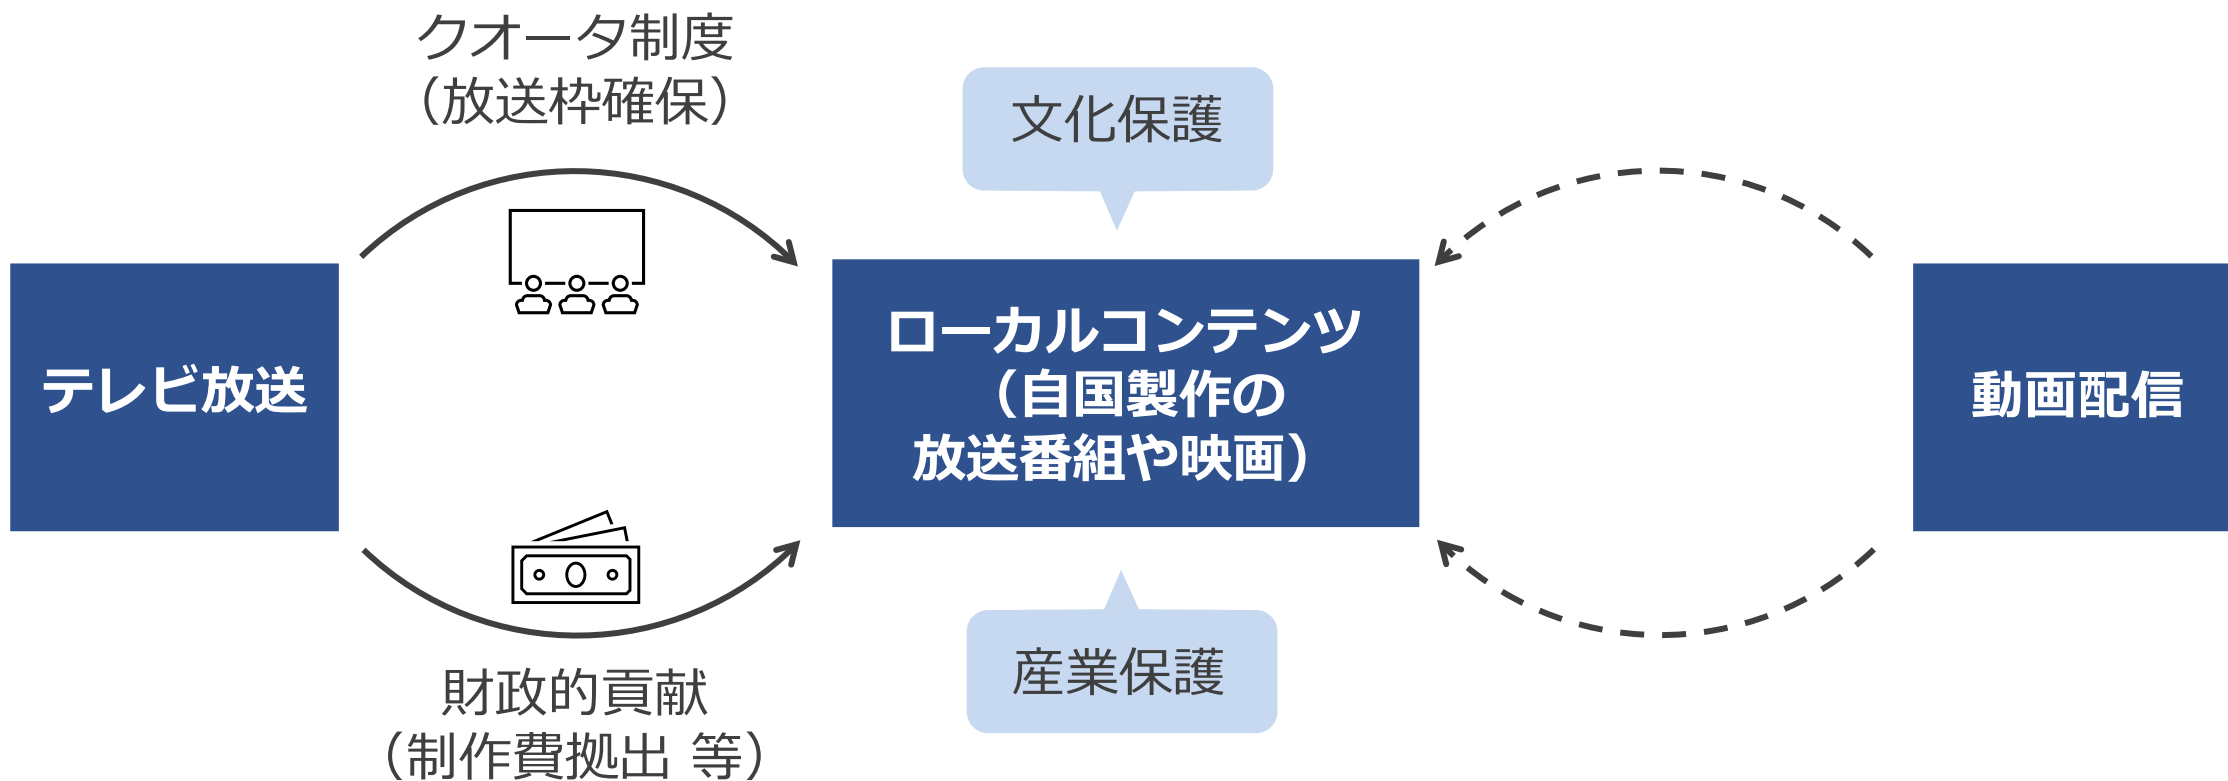 クオータ制度
（放送枠確保）
文化保護
テレビ放送
ローカルコンテンツ
（自国製作の
放送番組や映画）
動画配信
産業保護
財政的貢献
（制作費拠出 等）